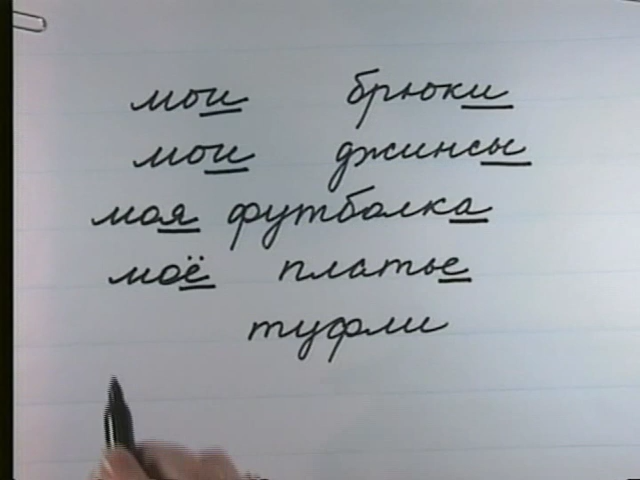 мои брюки
мои джинсы
моя футболка
моё платье
туфли